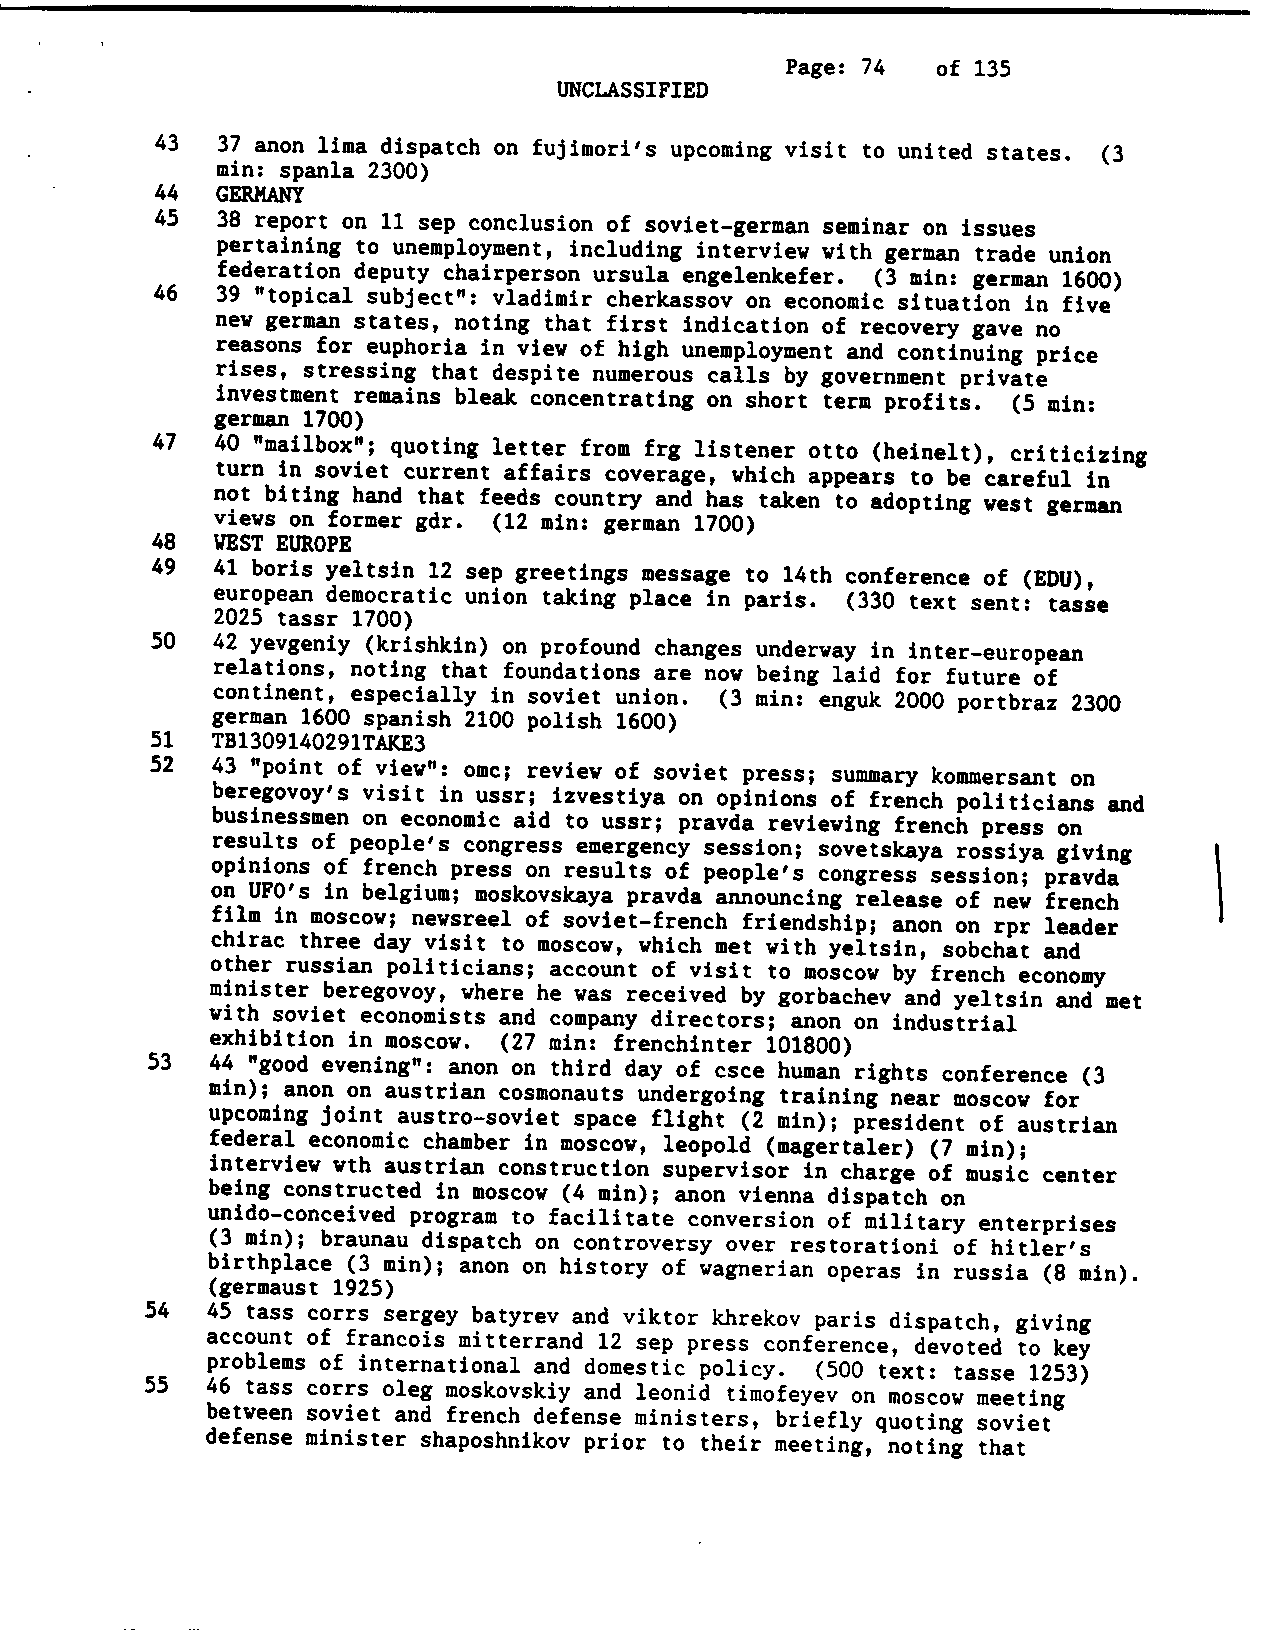 Page: 74 of 135
UNCLASSIFIED
43 37 anon lima dispatch on fujimori's upcoming visit to united states. (3
min: spanla 2300)
44 GERMANY
45 38 report on 11 sep conclusion of soviet-german seminar on issues
pertaining to unemployment, including interview with german trade union
federation deputy chairperson ursula engelenkefer. (3 min: german 1600)
46 39 "topical subject": vladimir cherkassov on economic situation in five
new german states, noting that first indication of recovery gave no
reasons for euphoria in view of high unemployment and continuing price
rises, stressing that despite numerous calls by government private
investment remains bleak concentrating on short term profits. (5 min:
german 1700)
47 40 "mailbox"; quoting letter from frg listener otto (heinelt), criticizing
turn in soviet current affairs coverage, which appears to be careful in
not biting hand that feeds country and has taken to adopting west german
views on former gdr. (12 min: german 1700)
48 WEST EUROPE
49 41 boris yeltsin 12 sep greetings message to 14th conference of (EDU),
european democratic union taking place in paris. (330 text sent: tasse
2025 tassr 1700)
50 42 yevgeniy (krishkin) on profound changes underway in inter-european
relations, noting that foundations are now being laid for future of
continent, especially in soviet union. (3 min: enguk 2000 portbraz 2300
german 1600 spanish 2100 polish 1600)
51 TB1309140291TAKE3
52 43 "point of view": omc; review of soviet press; summary kommersant on
beregovoy's visit in ussr; izvestiya on opinions of french politicians and
businessmen on economic aid to ussr; pravda reviewing french press on
results of people's congress emergency session; sovetskaya rossiya giving
opinions of french press on results of people's congress session; pravda
on UFO's in belgium; moskovskaya pravda announcing release of new french
film in moscow; newsreel of soviet-french friendship; anon on rpr leader
chirac three day visit to moscow, which met with yeltsin, sobchat and
other russian politicians; account of visit to moscow by french economy
minister beregovoy, where he was received by gorbachev and yeltsin and met
with soviet economists and company directors; anon on industrial
exhibition in moscow. (27 min: frenchinter 101800)
53 44 "good evening": anon on third day of csce human rights conference (3
min); anon on austrian cosmonauts undergoing training near moscow for
upcoming joint austro-soviet space flight (2 min); president of austrian
federal economic chamber in moscow, leopold (magertaler) (7 min);
interview wth austrian construction supervisor in charge of music center
being constructed in moscow (4 min); anon vienna dispatch on
unido-conceived program to facilitate conversion of military enterprises
(3 min); braunau dispatch on controversy over restorationi of hitler's
birthplace (3 min); anon on history of wagnerian operas in russia (8 min).
(germaust 1925)
54 45 tass corrs sergey batyrev and viktor khrekov paris dispatch, giving
account of francois mitterrand 12 sep press conference, devoted to key
problems of international and domestic policy. (500 text: tasse 1253)
55 46 tass corrs oleg moskovskiy and leonid timofeyev on moscow meeting
between soviet and french defense ministers, briefly quoting soviet
defense minister shaposhnikov prior to their meeting, noting that